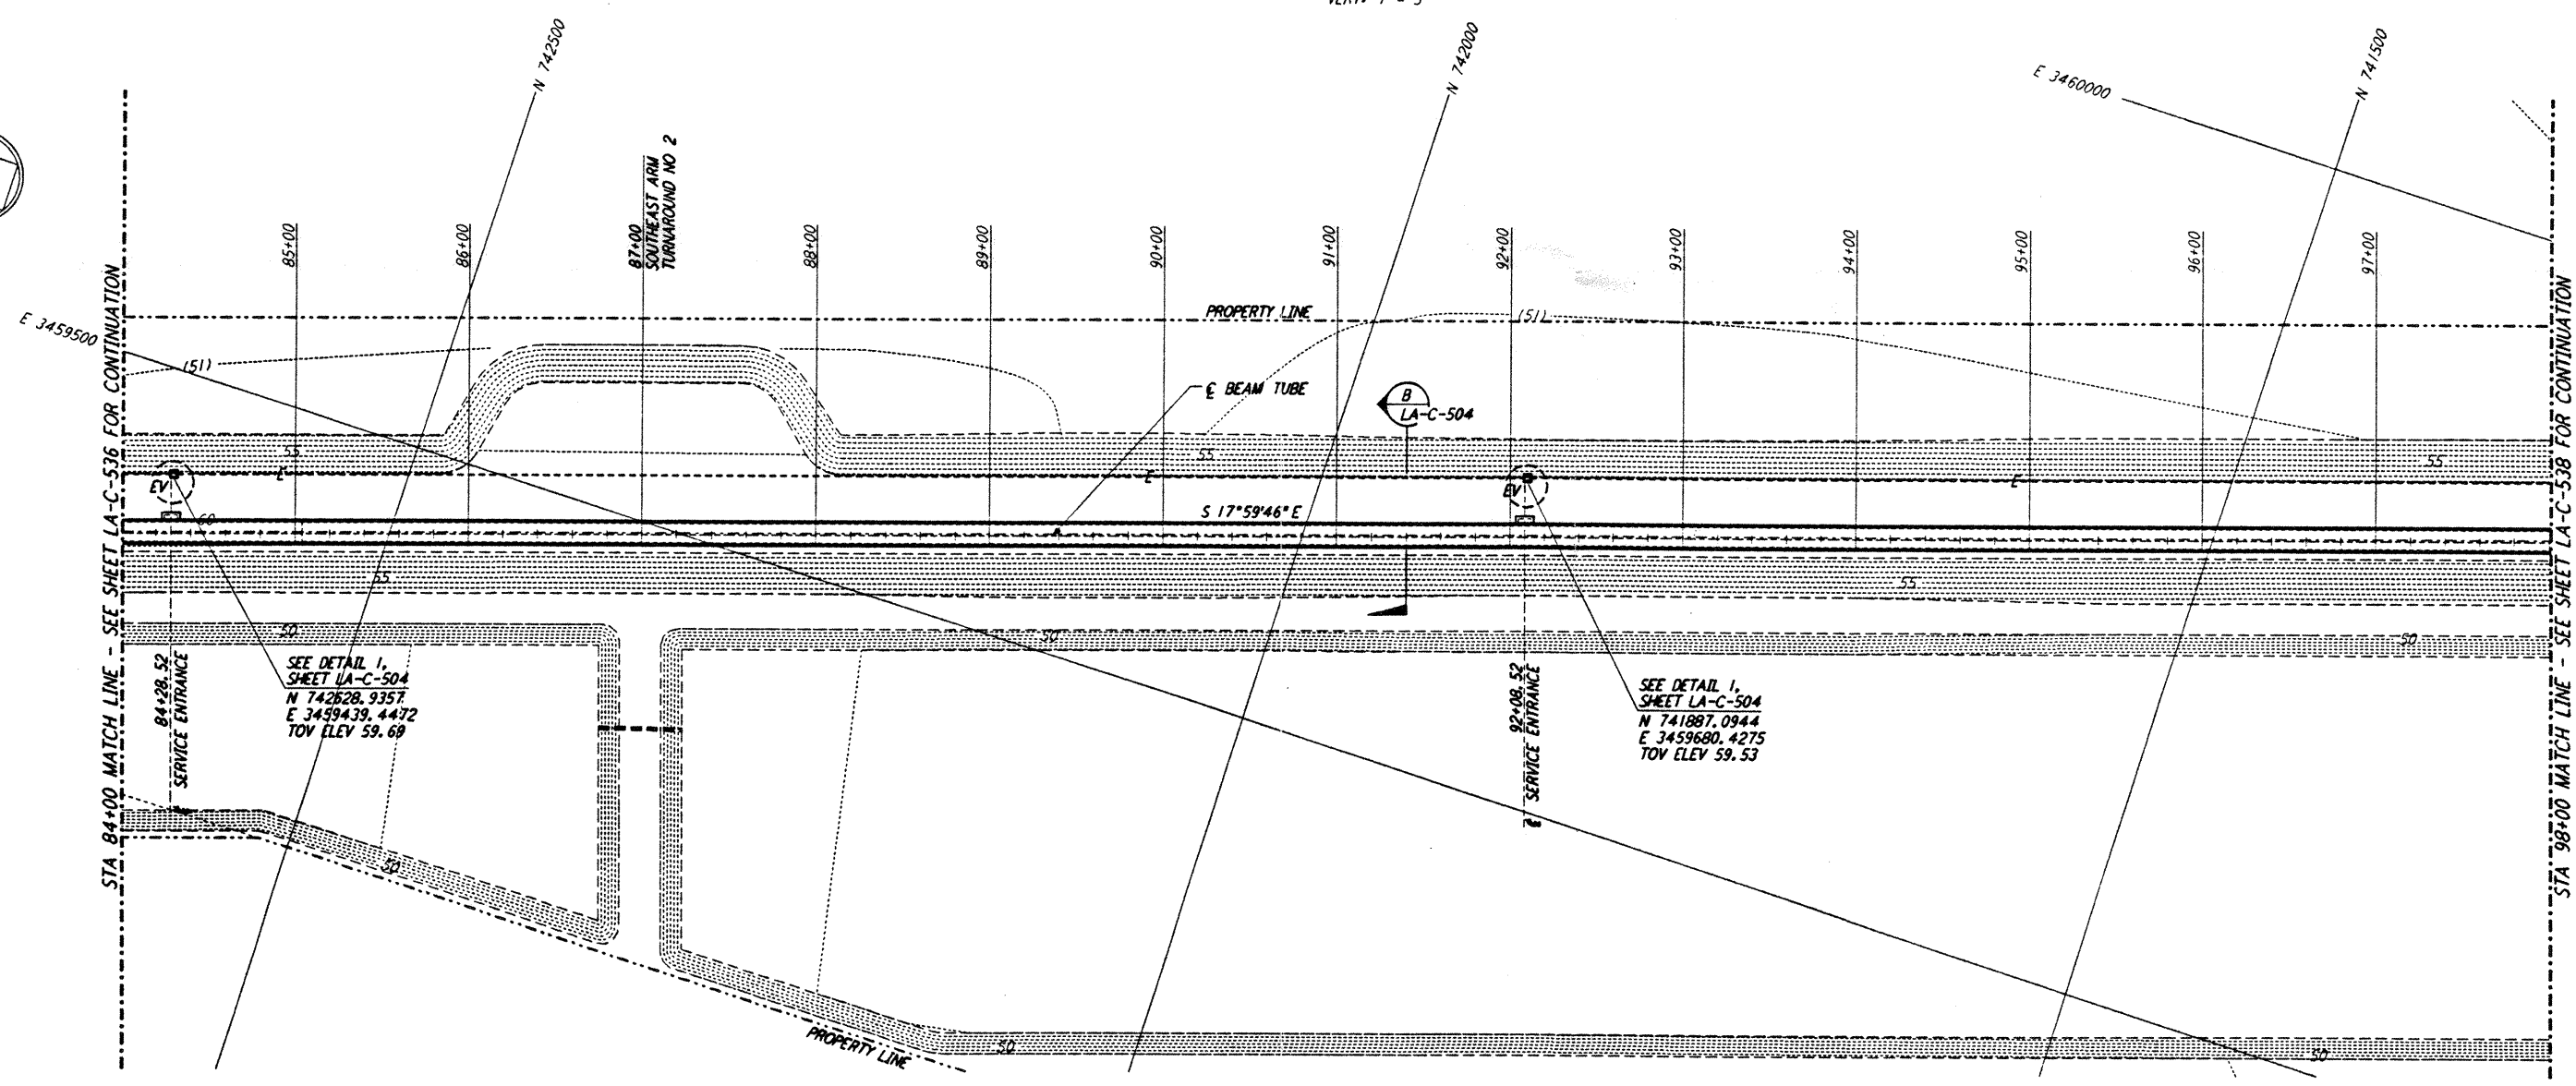 N 742500
N 742000
E 3460000
N 741500
SOUTHEAST ARM
TURNAROUND NO 2
85+00
86+00
87+00
88+00
89+00
90+00
91+00
92+00
93+00
94+00
95+00
96+00
97+00
E 3459500
PROPERTY LINE
(51)
(51)
℄ BEAM TUBE
B
LA-C-504
55
55
55
E
E
E
EV
EV
60
S 17°59'46" E
55
55
50
50
50
STA 84+00 MATCH LINE - SEE SHEET LA-C-536 FOR CONTINUATION
84+28.52
SERVICE ENTRANCE
SEE DETAIL 1,
SHEET LA-C-504
N 742628.9357
E 3459439.4472
TOV ELEV 59.69
92+08.52
℄ SERVICE ENTRANCE
SEE DETAIL 1,
SHEET LA-C-504
N 741887.0944
E 3459680.4275
TOV ELEV 59.53
STA 98+00 MATCH LINE - SEE SHEET LA-C-538 FOR CONTINUATION
50
PROPERTY LINE
50
50